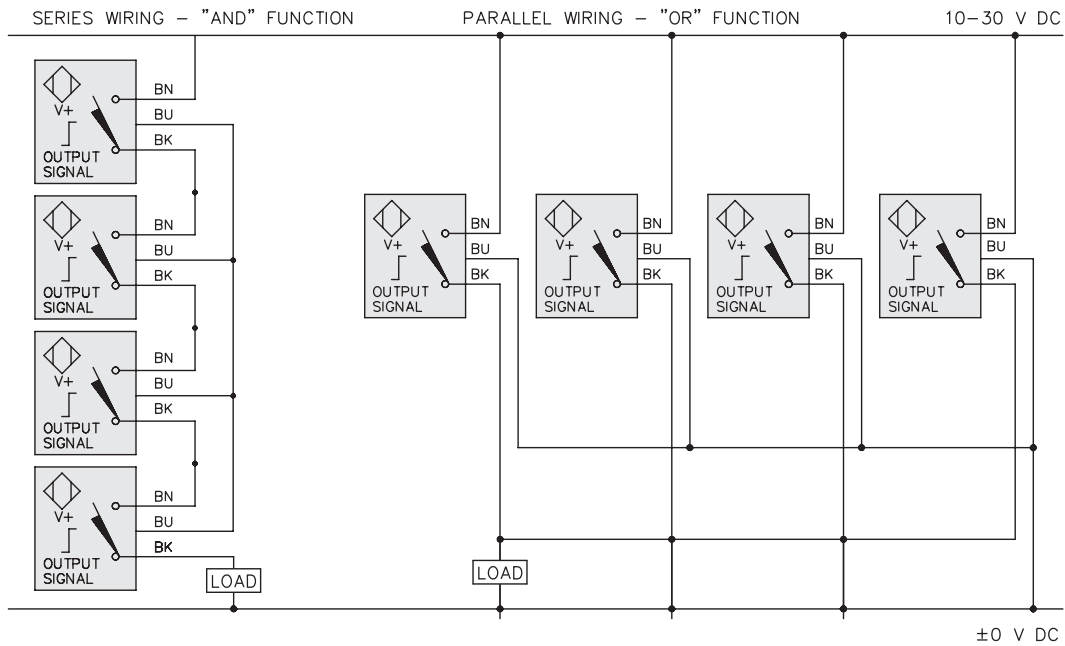 SERIES WIRING - "AND" FUNCTION
PARALLEL WIRING - "OR" FUNCTION
10-30 V DC
V+
OUTPUT
SIGNAL
BN
BU
BK
V+
OUTPUT
SIGNAL
BN
BU
BK
V+
OUTPUT
SIGNAL
BN
BU
BK
V+
OUTPUT
SIGNAL
BN
BU
BK
LOAD
V+
OUTPUT
SIGNAL
BN
BU
BK
V+
OUTPUT
SIGNAL
BN
BU
BK
V+
OUTPUT
SIGNAL
BN
BU
BK
V+
OUTPUT
SIGNAL
BN
BU
BK
LOAD
±0 V DC